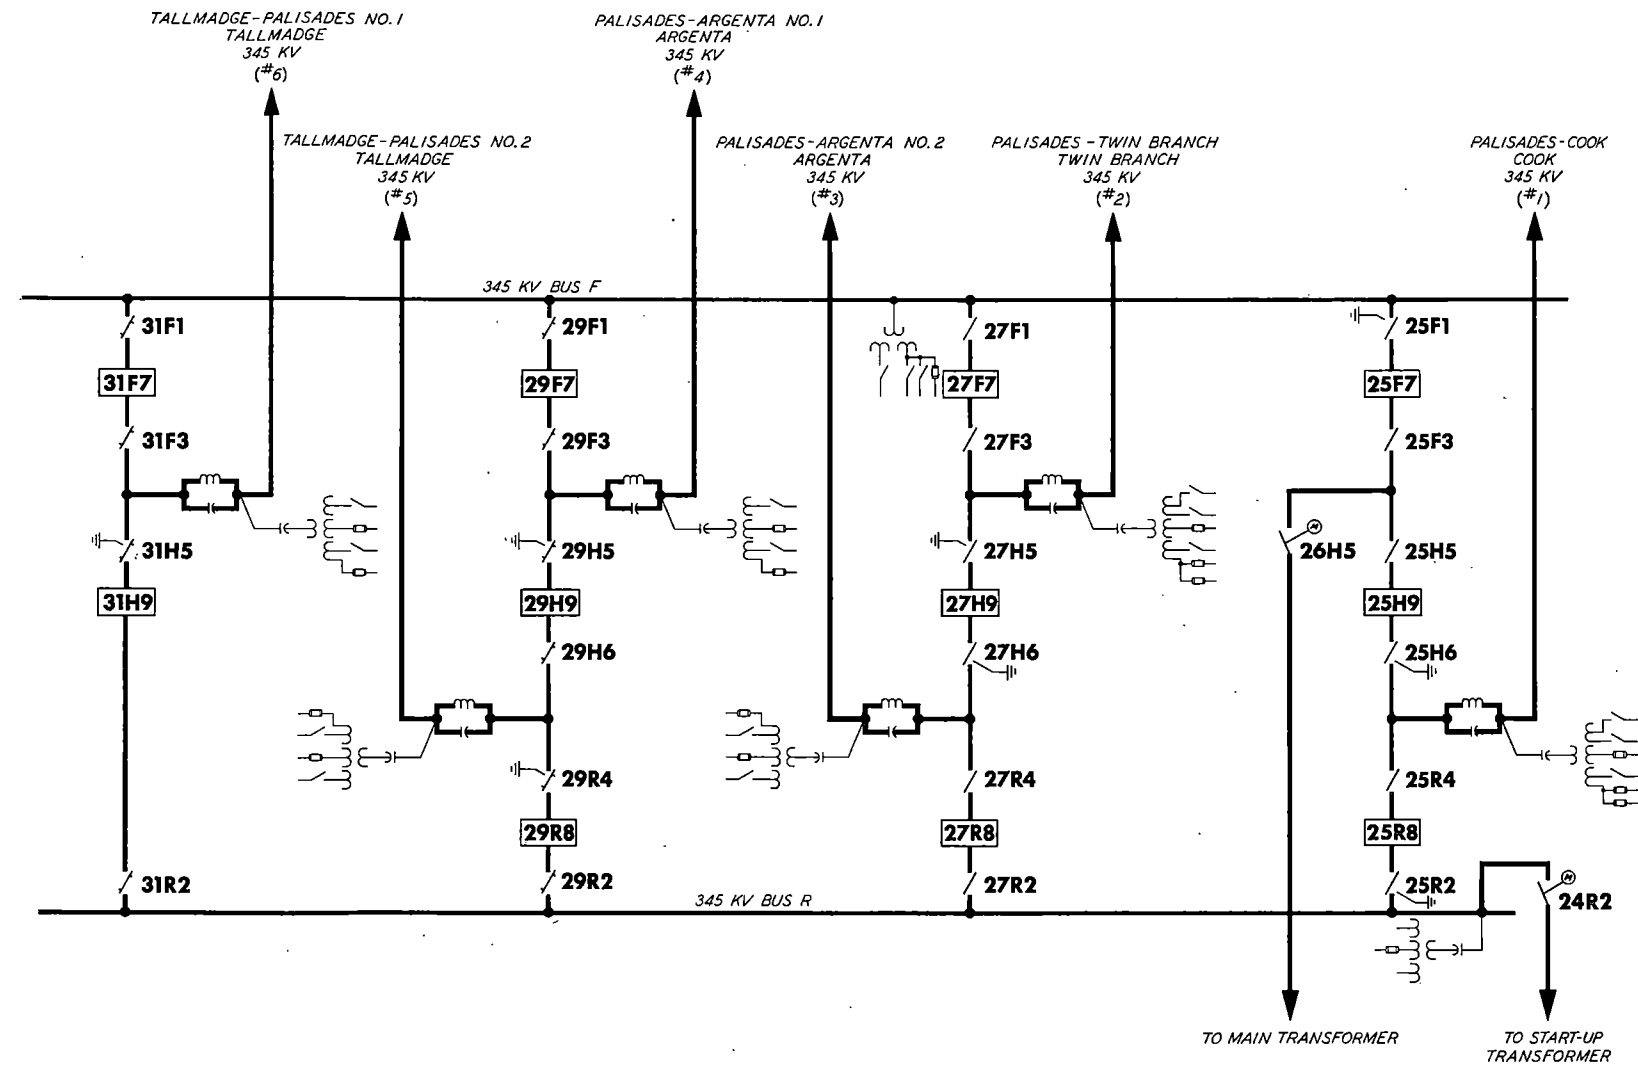 TALLMADGE-PALISADES NO.1
TALLMADGE
345 KV
(#6)
PALISADES-ARGENTA NO.1
ARGENTA
345 KV
(#4)
TALLMADGE-PALISADES NO.2
TALLMADGE
345 KV
(#5)
PALISADES-ARGENTA NO.2
ARGENTA
345 KV
(#3)
PALISADES-TWIN BRANCH
TWIN BRANCH
345 KV
(#2)
PALISADES-COOK
COOK
345 KV
(#1)
345 KV BUS F
31F1
29F1
27F1
25F1
31F7
29F7
27F7
25F7
31F3
29F3
27F3
25F3
31H5
29H5
27H5
26H5
25H5
31H9
29H9
27H9
25H9
29H6
27H6
25H6
29R4
27R4
25R4
29R8
27R8
25R8
31R2
29R2
27R2
25R2
24R2
345 KV BUS R
TO MAIN TRANSFORMER
TO START-UP
TRANSFORMER